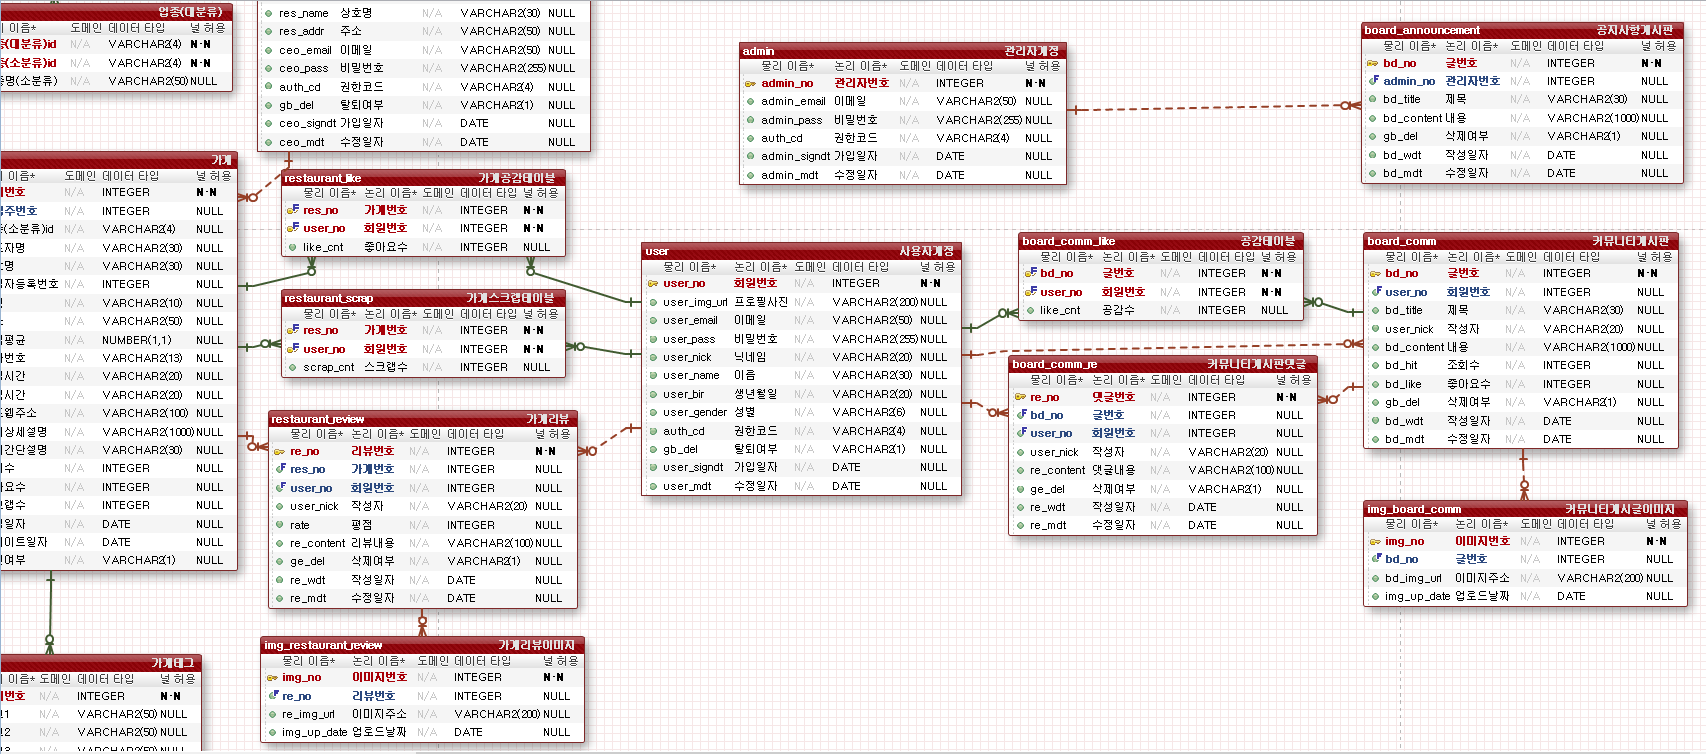 업종(대분류)
이름* 도메인 데이터 타입 널 허용
(대분류)id N/A VARCHAR2(4) N-N
(소분류)id N/A VARCHAR2(4) N-N
명(소분류) N/A VARCHAR2(50) NULL
res_name 상호명 N/A VARCHAR2(30) NULL
res_addr 주소 N/A VARCHAR2(50) NULL
ceo_email 이메일 N/A VARCHAR2(50) NULL
ceo_pass 비밀번호 N/A VARCHAR2(255) NULL
auth_cd 권한코드 N/A VARCHAR2(4) NULL
gb_del 탈퇴여부 N/A VARCHAR2(1) NULL
ceo_signdt 가입일자 N/A DATE NULL
ceo_mdt 수정일자 N/A DATE NULL
admin 관리자계정
물리 이름* 논리 이름* 도메인 데이터 타입 널 허용
admin_no 관리자번호 N/A INTEGER N-N
admin_email 이메일 N/A VARCHAR2(50) NULL
admin_pass 비밀번호 N/A VARCHAR2(255) NULL
auth_cd 권한코드 N/A VARCHAR2(4) NULL
admin_signdt 가입일자 N/A DATE NULL
admin_mdt 수정일자 N/A DATE NULL
board_announcement 공지사항게시판
물리 이름* 논리 이름* 도메인 데이터 타입 널 허용
bd_no 글번호 N/A INTEGER N-N
admin_no 관리자번호 N/A INTEGER NULL
bd_title 제목 N/A VARCHAR2(30) NULL
bd_content 내용 N/A VARCHAR2(1000) NULL
gb_del 삭제여부 N/A VARCHAR2(1) NULL
bd_wdt 작성일자 N/A DATE NULL
bd_mdt 수정일자 N/A DATE NULL
가게
이름* 도메인 데이터 타입 널 허용
번호 N/A INTEGER N-N
주번호 N/A INTEGER NULL
(소분류)id N/A VARCHAR2(4) NULL
자명 N/A VARCHAR2(30) NULL
명 N/A VARCHAR2(30) NULL
자등록번호 N/A INTEGER NULL
N/A VARCHAR2(10) NULL
N/A VARCHAR2(50) NULL
평균 N/A NUMBER(1,1) NULL
번호 N/A VARCHAR2(13) NULL
시간 N/A VARCHAR2(20) NULL
시간 N/A VARCHAR2(20) NULL
웹주소 N/A VARCHAR2(100) NULL
상세설명 N/A VARCHAR2(1000) NULL
간단설명 N/A VARCHAR2(30) NULL
수 N/A INTEGER NULL
요수 N/A INTEGER NULL
랩수 N/A INTEGER NULL
일자 N/A DATE NULL
이트일자 N/A DATE NULL
여부 N/A VARCHAR2(1) NULL
restaurant_like 가게공감테이블
물리 이름* 논리 이름* 도메인 데이터 타입 널 허용
res_no 가게번호 N/A INTEGER N-N
user_no 회원번호 N/A INTEGER N-N
like_cnt 좋아요수 N/A INTEGER NULL
restaurant_scrap 가게스크랩테이블
물리 이름* 논리 이름* 도메인 데이터 타입 널 허용
res_no 가게번호 N/A INTEGER N-N
user_no 회원번호 N/A INTEGER N-N
scrap_cnt 스크랩수 N/A INTEGER NULL
restaurant_review 가게리뷰
물리 이름* 논리 이름* 도메인 데이터 타입 널 허용
re_no 리뷰번호 N/A INTEGER N-N
res_no 가게번호 N/A INTEGER NULL
user_no 회원번호 N/A INTEGER NULL
user_nick 작성자 N/A VARCHAR2(20) NULL
rate 평점 N/A INTEGER NULL
re_content 리뷰내용 N/A VARCHAR2(100) NULL
ge_del 삭제여부 N/A VARCHAR2(1) NULL
re_wdt 작성일자 N/A DATE NULL
re_mdt 수정일자 N/A DATE NULL
user 사용자계정
물리 이름* 논리 이름* 도메인 데이터 타입 널 허용
user_no 회원번호 N/A INTEGER N-N
user_img_url 프로필사진 N/A VARCHAR2(200) NULL
user_email 이메일 N/A VARCHAR2(50) NULL
user_pass 비밀번호 N/A VARCHAR2(255) NULL
user_nick 닉네임 N/A VARCHAR2(20) NULL
user_name 이름 N/A VARCHAR2(30) NULL
user_bir 생년월일 N/A VARCHAR2(20) NULL
user_gender 성별 N/A VARCHAR2(6) NULL
auth_cd 권한코드 N/A VARCHAR2(4) NULL
gb_del 탈퇴여부 N/A VARCHAR2(1) NULL
user_signdt 가입일자 N/A DATE NULL
user_mdt 수정일자 N/A DATE NULL
board_comm_like 공감테이블
물리 이름* 논리 이름* 도메인 데이터 타입 널 허용
bd_no 글번호 N/A INTEGER N-N
user_no 회원번호 N/A INTEGER N-N
like_cnt 공감수 N/A INTEGER NULL
board_comm_re 커뮤니티게시판댓글
물리 이름* 논리 이름* 도메인 데이터 타입 널 허용
re_no 댓글번호 N/A INTEGER N-N
bd_no 글번호 N/A INTEGER NULL
user_no 회원번호 N/A INTEGER NULL
user_nick 작성자 N/A VARCHAR2(20) NULL
re_content 댓글내용 N/A VARCHAR2(100) NULL
ge_del 삭제여부 N/A VARCHAR2(1) NULL
re_wdt 작성일자 N/A DATE NULL
re_mdt 수정일자 N/A DATE NULL
board_comm 커뮤니티게시판
물리 이름* 논리 이름* 도메인 데이터 타입 널 허용
bd_no 글번호 N/A INTEGER N-N
user_no 회원번호 N/A INTEGER NULL
bd_title 제목 N/A VARCHAR2(30) NULL
user_nick 작성자 N/A VARCHAR2(20) NULL
bd_content 내용 N/A VARCHAR2(1000) NULL
bd_hit 조회수 N/A INTEGER NULL
bd_like 좋아요수 N/A INTEGER NULL
gb_del 삭제여부 N/A VARCHAR2(1) NULL
bd_wdt 작성일자 N/A DATE NULL
bd_mdt 수정일자 N/A DATE NULL
img_board_comm 커뮤니티게시글이미지
물리 이름* 논리 이름* 도메인 데이터 타입 널 허용
img_no 이미지번호 N/A INTEGER N-N
bd_no 글번호 N/A INTEGER NULL
bd_img_url 이미지주소 N/A VARCHAR2(200) NULL
img_up_date 업로드날짜 N/A DATE NULL
img_restaurant_review 가게리뷰이미지
물리 이름* 논리 이름* 도메인 데이터 타입 널 허용
img_no 이미지번호 N/A INTEGER N-N
re_no 리뷰번호 N/A INTEGER NULL
re_img_url 이미지주소 N/A VARCHAR2(200) NULL
img_up_date 업로드날짜 N/A DATE NULL
가게태그
이름* 도메인 데이터 타입 널 허용
번호 N/A INTEGER N-N
1 N/A VARCHAR2(50) NULL
2 N/A VARCHAR2(50) NULL
N/A VARCHAR2(50) NULL